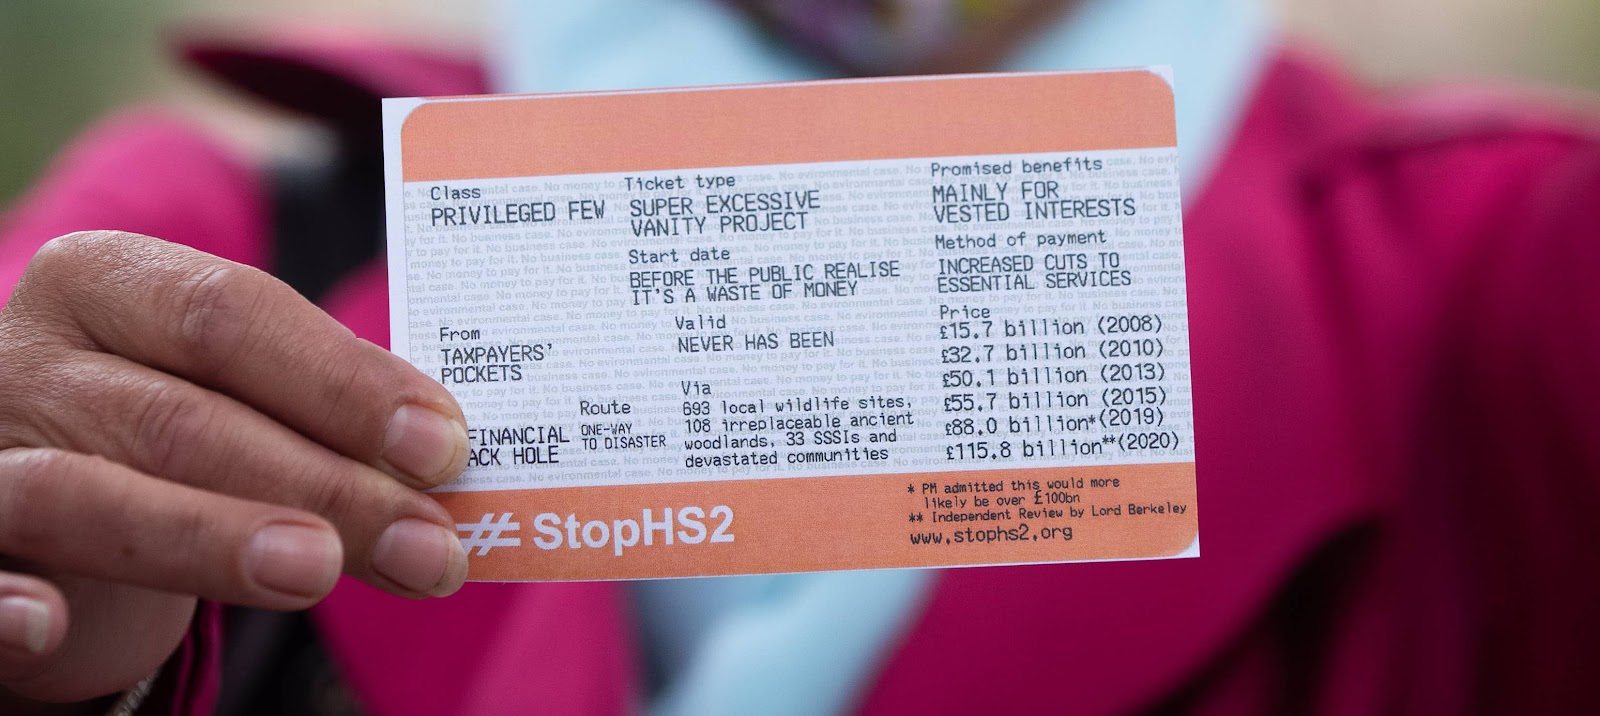 Class
PRIVILEGED FEW
Ticket type
SUPER EXCESSIVE
VANITY PROJECT
Promised benefits
MAINLY FOR
VESTED INTERESTS
Start date
BEFORE THE PUBLIC REALISE
IT'S A WASTE OF MONEY
Method of payment
INCREASED CUTS TO
ESSENTIAL SERVICES
From
TAXPAYERS'
POCKETS
Valid
NEVER HAS BEEN
Price
£15.7 billion (2008)
£32.7 billion (2010)
£50.1 billion (2013)
£55.7 billion (2015)
£88.0 billion*(2019)
£115.8 billion**(2020)
FINANCIAL
ACK HOLE
Route
ONE-WAY
TO DISASTER
Via
693 local wildlife sites,
108 irreplaceable ancient
woodlands, 33 SSSIs and
devastated communities
# StopHS2
* PM admitted this would more
likely be over £100bn
** Independent Review by Lord Berkeley
www.stophs2.org